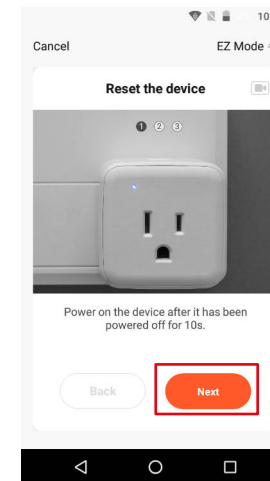 10
Cancel
EZ Mode
Reset the device
1 2 3
Power on the device after it has been
powered off for 10s.
Back
Next